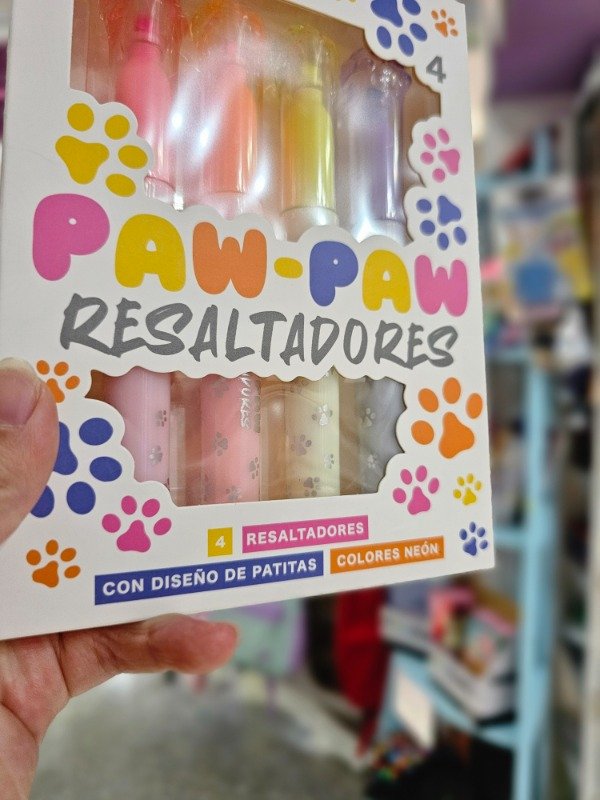 4
PAW-PAW
RESALTADORES
4 RESALTADORES
CON DISEÑO DE PATITAS COLORES NEÓN